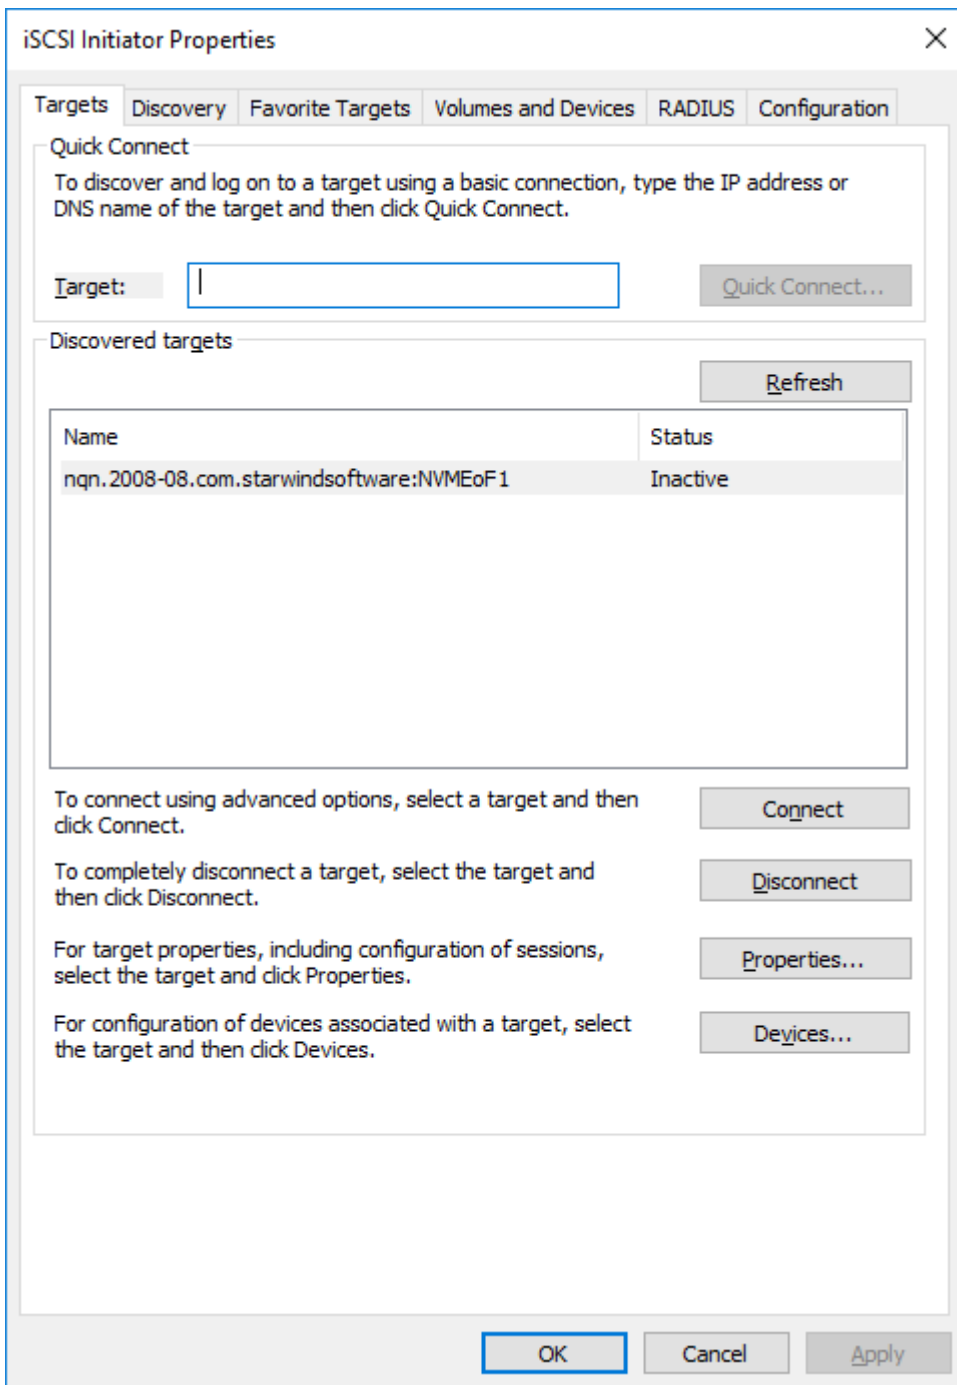 iSCSI Initiator Properties
Targets Discovery Favorite Targets Volumes and Devices RADIUS Configuration
Quick Connect
To discover and log on to a target using a basic connection, type the IP address or
DNS name of the target and then click Quick Connect.
Target:
Quick Connect...
Discovered targets
Refresh
Name Status
nqn.2008-08.com.starwindsoftware:NVMEoF1 Inactive
To connect using advanced options, select a target and then
click Connect.
Connect
To completely disconnect a target, select the target and
then click Disconnect.
Disconnect
For target properties, including configuration of sessions,
select the target and click Properties.
Properties...
For configuration of devices associated with a target, select
the target and then click Devices.
Devices...
OK Cancel Apply